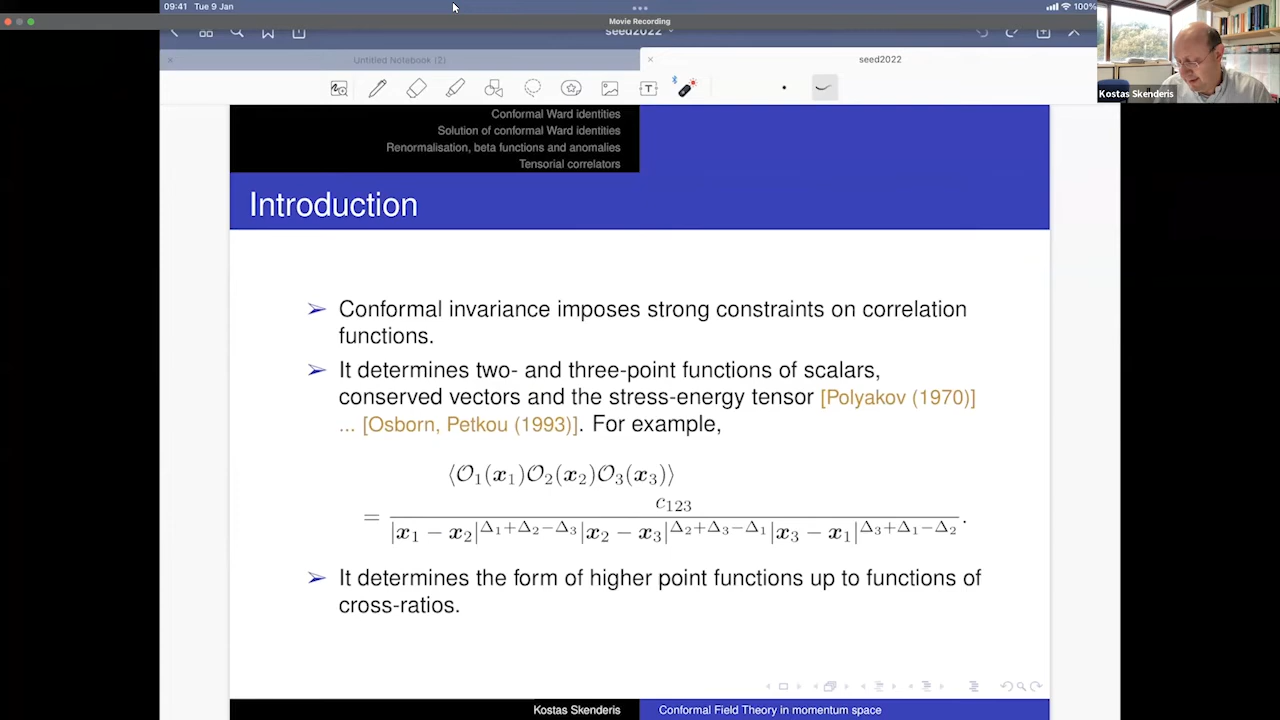 09:41 Tue 9 Jan
100%
Movie Recording
seed2022
Untitled Notebook (2)
seed2022
T
Kostas Skenderis
Conformal Ward identities
Solution of conformal Ward identities
Renormalisation, beta functions and anomalies
Tensorial correlators
Introduction
➢ Conformal invariance imposes strong constraints on correlation
functions.
➢ It determines two- and three-point functions of scalars,
conserved vectors and the stress-energy tensor [Polyakov (1970)]
... [Osborn, Petkou (1993)]. For example,
⟨𝒪₁(𝒙₁)𝒪₂(𝒙₂)𝒪₃(𝒙₃)⟩
= c₁₂₃ / |𝒙₁ − 𝒙₂|^{Δ₁+Δ₂−Δ₃}|𝒙₂ − 𝒙₃|^{Δ₂+Δ₃−Δ₁}|𝒙₃ − 𝒙₁|^{Δ₃+Δ₁−Δ₂}.
➢ It determines the form of higher point functions up to functions of
cross-ratios.
Kostas Skenderis
Conformal Field Theory in momentum space